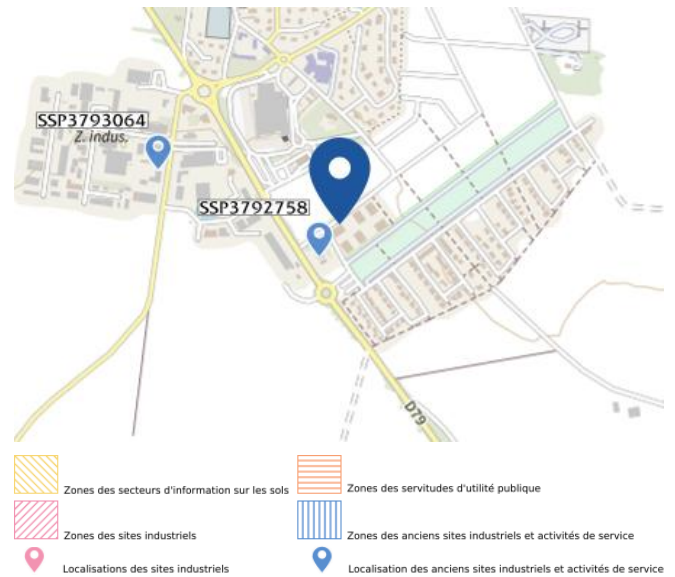 SSP3793064
Z. indus.
SSP3792758
D79
Zones des secteurs d'information sur les sols
Zones des servitudes d'utilité publique
Zones des sites industriels
Zones des anciens sites industriels et activités de service
Localisations des sites industriels
Localisation des anciens sites industriels et activités de service